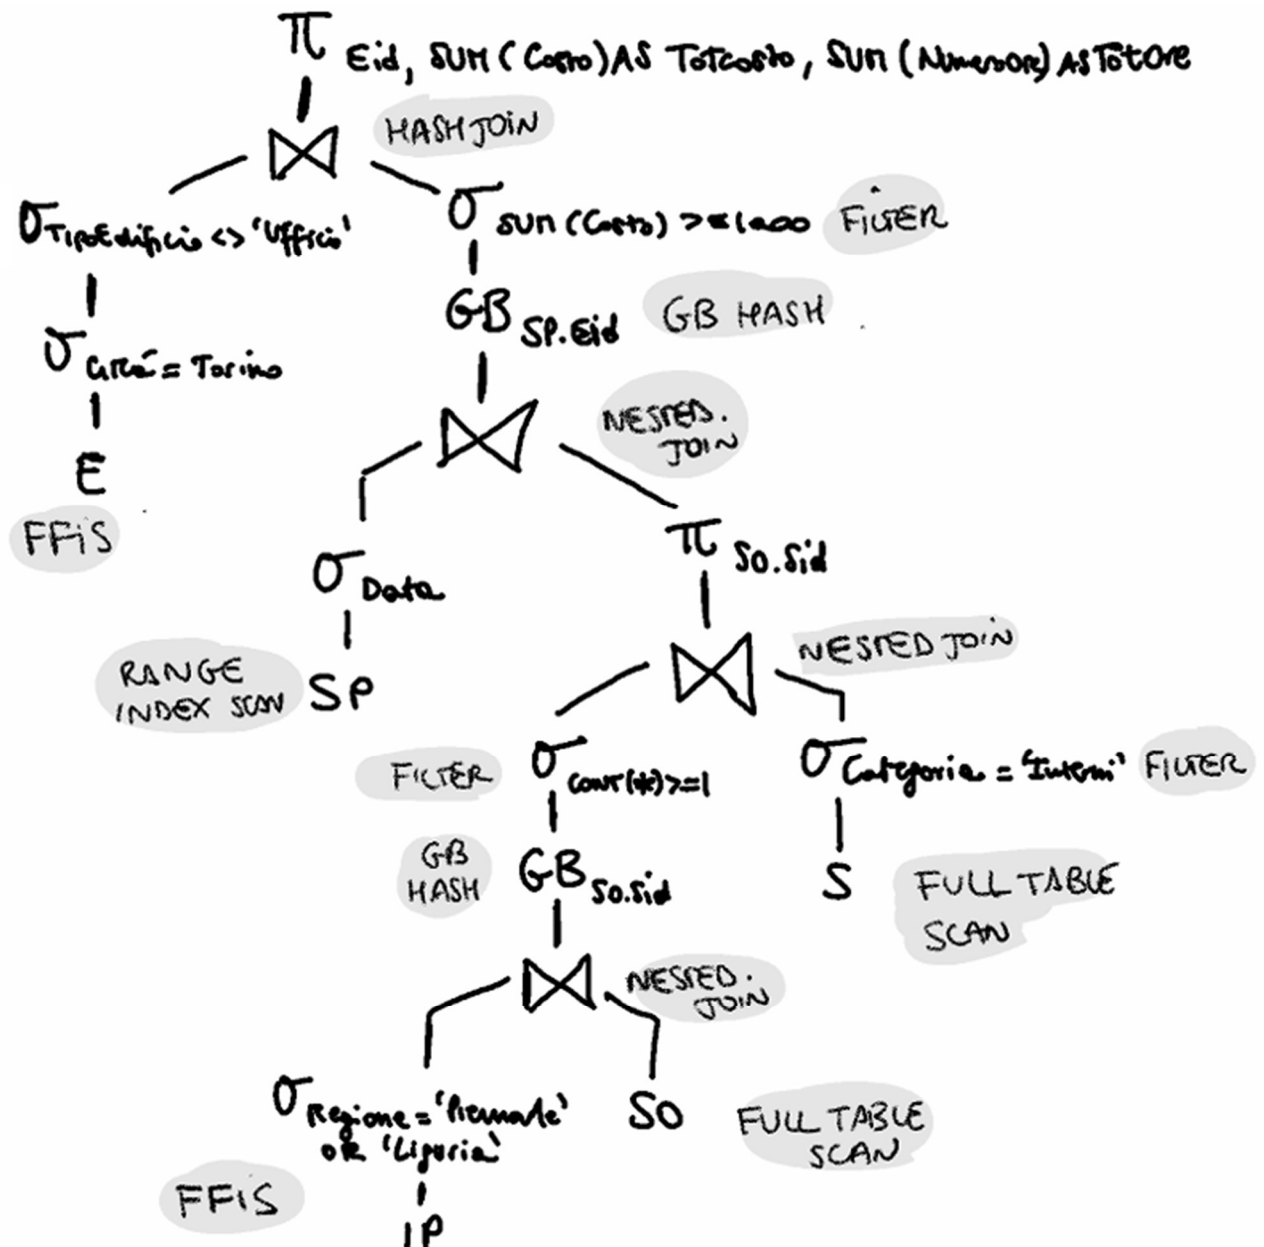 π Eid, SUM (Costo) AS TotCosto, SUM (NumeroOre) AS TotOre
HASH JOIN
σ TipoEdificio <> 'Ufficio'
σ SUM (Costo) >= 1000
FILTER
GB SP.Eid
GB HASH
σ Città = Torino
NESTED.
JOIN
E
FFiS
π SO.Sid
σ Data
NESTED JOIN
RANGE
INDEX SCAN
SP
FILTER
σ COUNT(*) >= 1
σ Categoria = 'Interni'
FILTER
GB
HASH
GB SO.Sid
S
FULL TABLE
SCAN
NESTED.
JOIN
σ Regione = 'Piemonte'
OR 'Liguria'
SO
FULL TABLE
SCAN
FFiS
IP